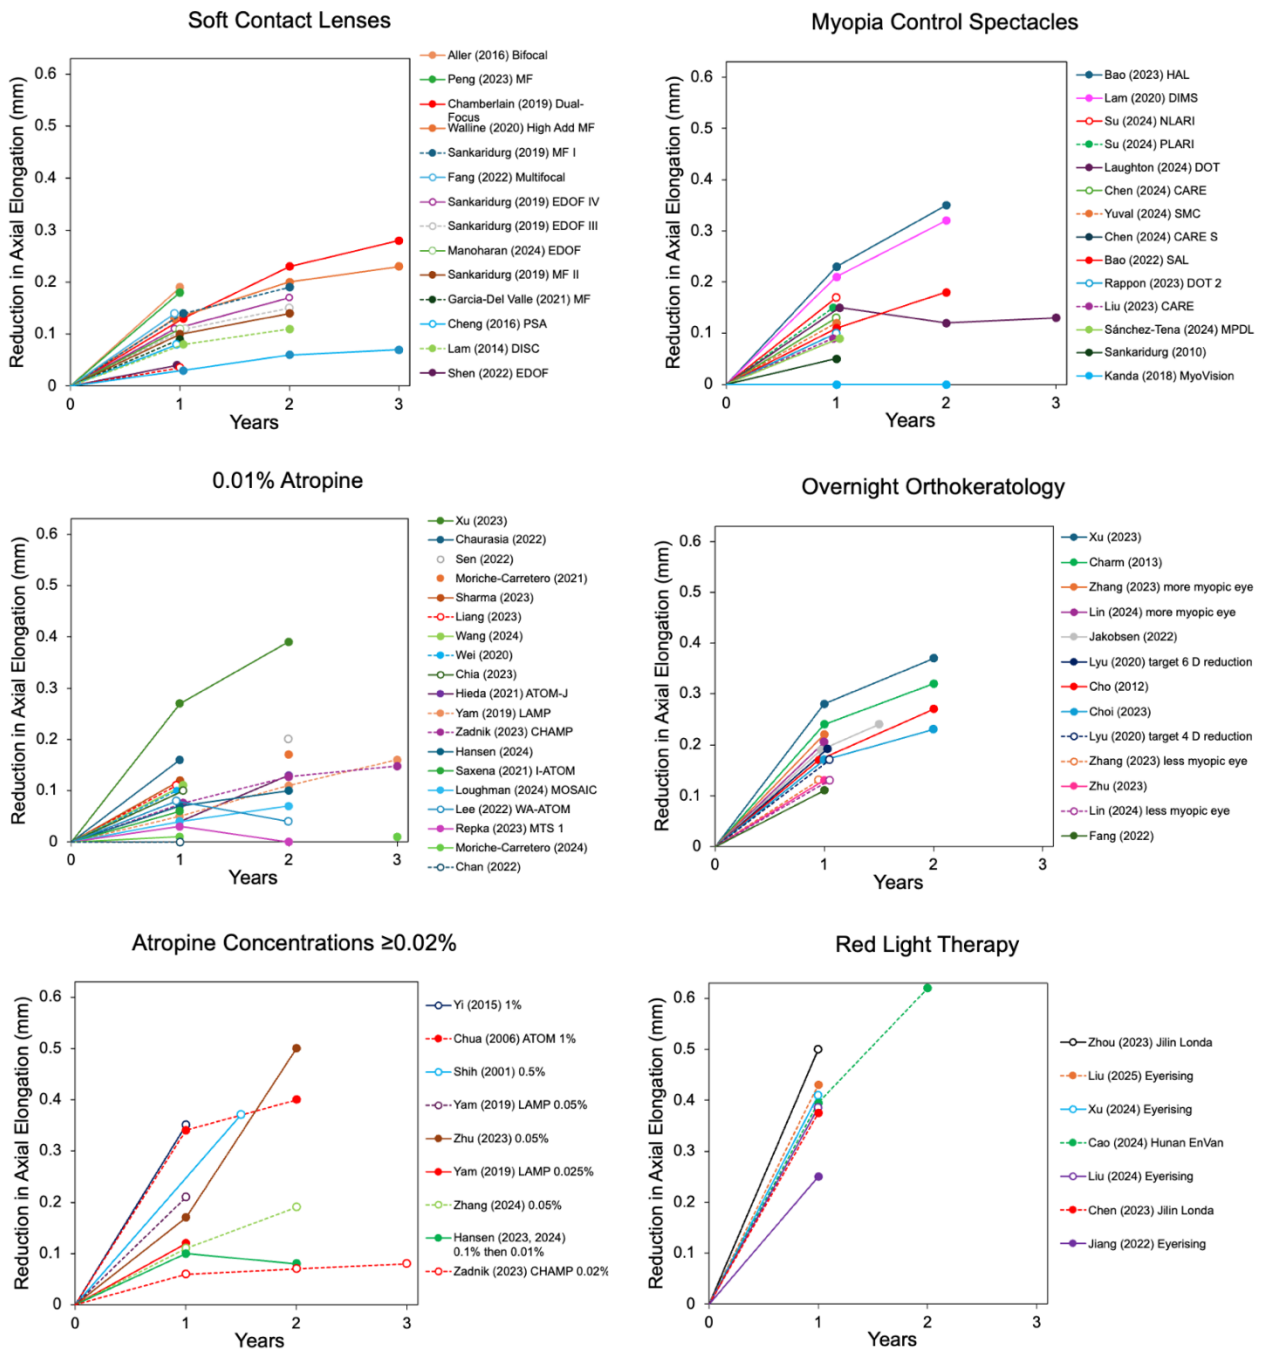 Soft Contact Lenses
Reduction in Axial Elongation (mm)
0.6
0.5
0.4
0.3
0.2
0.1
0
0
1
2
3
Years
Aller (2016) Bifocal
Peng (2023) MF
Chamberlain (2019) Dual-
Focus
Walline (2020) High Add MF
Sankaridurg (2019) MF I
Fang (2022) Multifocal
Sankaridurg (2019) EDOF IV
Sankaridurg (2019) EDOF III
Manoharan (2024) EDOF
Sankaridurg (2019) MF II
Garcia-Del Valle (2021) MF
Cheng (2016) PSA
Lam (2014) DISC
Shen (2022) EDOF
Myopia Control Spectacles
Reduction in Axial Elongation (mm)
0.6
0.5
0.4
0.3
0.2
0.1
0
0
1
2
3
Years
Bao (2023) HAL
Lam (2020) DIMS
Su (2024) NLARI
Su (2024) PLARI
Laughton (2024) DOT
Chen (2024) CARE
Yuval (2024) SMC
Chen (2024) CARE S
Bao (2022) SAL
Rappon (2023) DOT 2
Liu (2023) CARE
Sánchez-Tena (2024) MPDL
Sankaridurg (2010)
Kanda (2018) MyoVision
0.01% Atropine
Reduction in Axial Elongation (mm)
0.6
0.5
0.4
0.3
0.2
0.1
0
0
1
2
3
Years
Xu (2023)
Chaurasia (2022)
Sen (2022)
Moriche-Carretero (2021)
Sharma (2023)
Liang (2023)
Wang (2024)
Wei (2020)
Chia (2023)
Hieda (2021) ATOM-J
Yam (2019) LAMP
Zadnik (2023) CHAMP
Hansen (2024)
Saxena (2021) I-ATOM
Loughman (2024) MOSAIC
Lee (2022) WA-ATOM
Repka (2023) MTS 1
Moriche-Carretero (2024)
Chan (2022)
Overnight Orthokeratology
Reduction in Axial Elongation (mm)
0.6
0.5
0.4
0.3
0.2
0.1
0
0
1
2
3
Years
Xu (2023)
Charm (2013)
Zhang (2023) more myopic eye
Lin (2024) more myopic eye
Jakobsen (2022)
Lyu (2020) target 6 D reduction
Cho (2012)
Choi (2023)
Lyu (2020) target 4 D reduction
Zhang (2023) less myopic eye
Zhu (2023)
Lin (2024) less myopic eye
Fang (2022)
Atropine Concentrations ≥0.02%
Reduction in Axial Elongation (mm)
0.6
0.5
0.4
0.3
0.2
0.1
0
0
1
2
3
Years
Yi (2015) 1%
Chua (2006) ATOM 1%
Shih (2001) 0.5%
Yam (2019) LAMP 0.05%
Zhu (2023) 0.05%
Yam (2019) LAMP 0.025%
Zhang (2024) 0.05%
Hansen (2023, 2024)
0.1% then 0.01%
Zadnik (2023) CHAMP 0.02%
Red Light Therapy
Reduction in Axial Elongation (mm)
0.6
0.5
0.4
0.3
0.2
0.1
0
0
1
2
3
Years
Zhou (2023) Jilin Londa
Liu (2025) Eyerising
Xu (2024) Eyerising
Cao (2024) Hunan EnVan
Liu (2024) Eyerising
Chen (2023) Jilin Londa
Jiang (2022) Eyerising